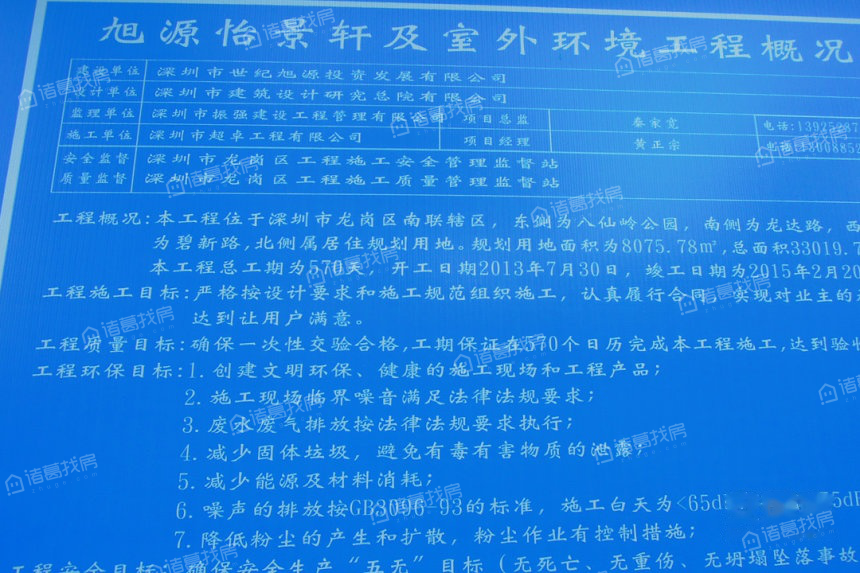 旭源怡景轩及室外环境工程概况
建设单位 深圳市世纪旭源投资发展有限公司
设计单位 深圳市建筑设计研究总院有限公司
监理单位 深圳市振强建设工程管理有限公司 项目总监 秦家宽 电话:1392523
施工单位 深圳市超卓工程有限公司 项目经理 黄正宗 电话:
安全监督 深圳市龙岗区工程施工安全管理监督站
质量监督 深圳市龙岗区工程施工质量管理监督站
工程概况:本工程位于深圳市龙岗区南联辖区，东侧为八仙岭公园，南侧为龙达路，西
为碧新路,北侧属居住规划用地。规划用地面积为8075.78㎡,总面积33019.7
本工程总工期为570天，开工日期2013年7月30日，竣工日期为2015年2月20
工程施工目标:严格按设计要求和施工规范组织施工，认真履行合同，实现对业主的
达到让用户满意。
工程质量目标:确保一次性交验合格,工期保证在570个日历完成本工程施工,达到验
工程环保目标:1.创建文明环保、健康的施工现场和工程产品;
2.施工现场临界噪音满足法律法规要求;
3.废水废气排放按法律法规要求执行;
4.减少固体垃圾，避免有毒有害物质的泄露;
5.减少能源及材料消耗;
6.噪声的排放按GB3096-93的标准，施工白天为<65d
7.降低粉尘的产生和扩散，粉尘作业有控制措施;
工程安全目标:确保安全生产“五无”目标（无死亡、无重伤、无坍塌坠落事故
诸葛找房